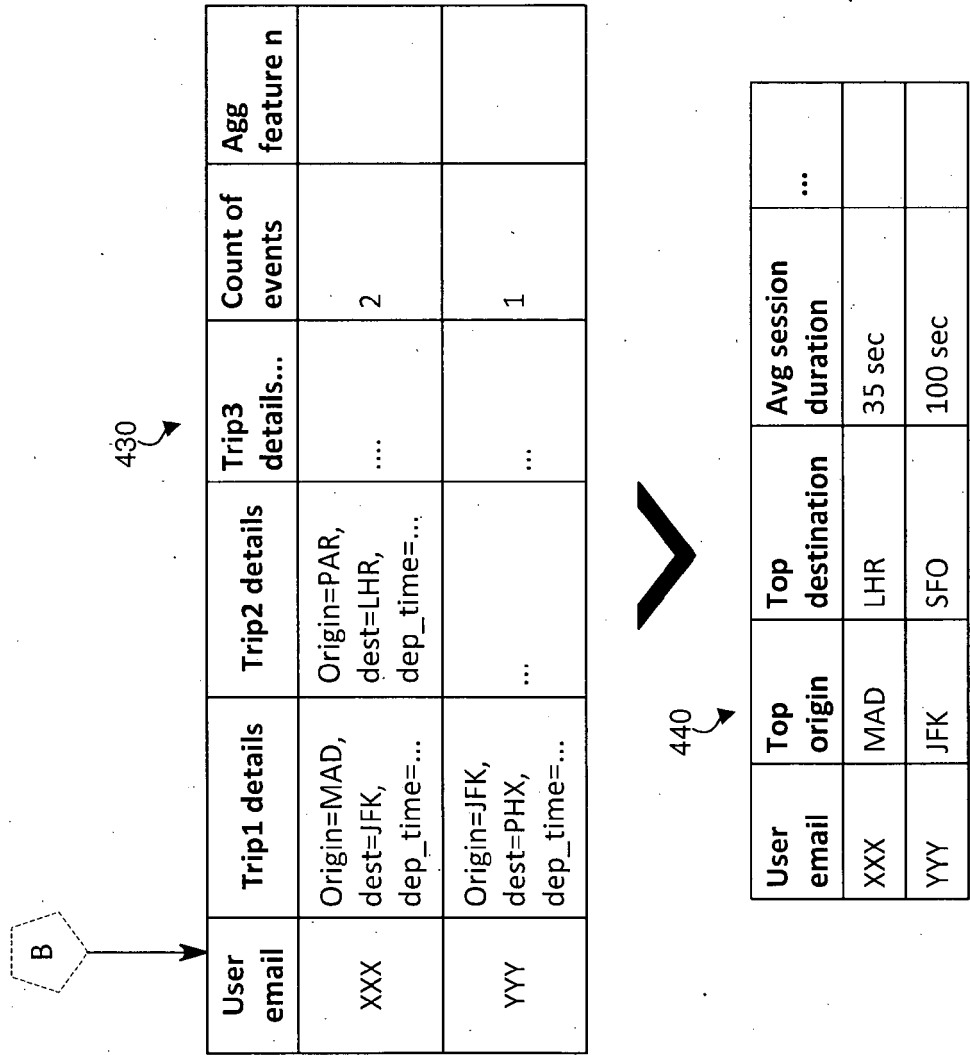 B
430
User email | Trip1 details | Trip2 details | Trip3 details... | Count of events | Agg feature n
XXX | Origin=MAD, dest=JFK, dep_time=... | Origin=PAR, dest=LHR, dep_time=... | .... | 2
YYY | Origin=JFK, dest=PHX, dep_time=... | ... | ... | 1
440
User email | Top origin | Top destination | Avg session duration | ...
XXX | MAD | LHR | 35 sec
YYY | JFK | SFO | 100 sec